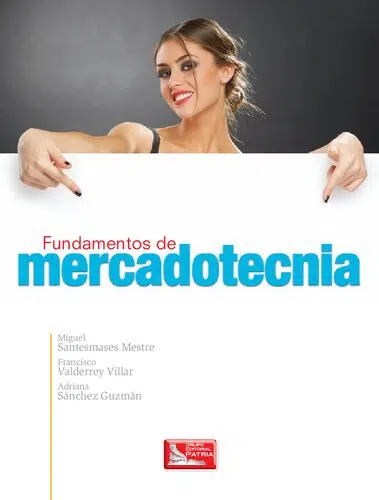 Fundamentos de
mercadotecnia
Miguel
Santesmases Mestre
Francisco
Valderrey Villar
Adriana
Sánchez Guzmán
GRUPO
EDITORIAL
PATRIA